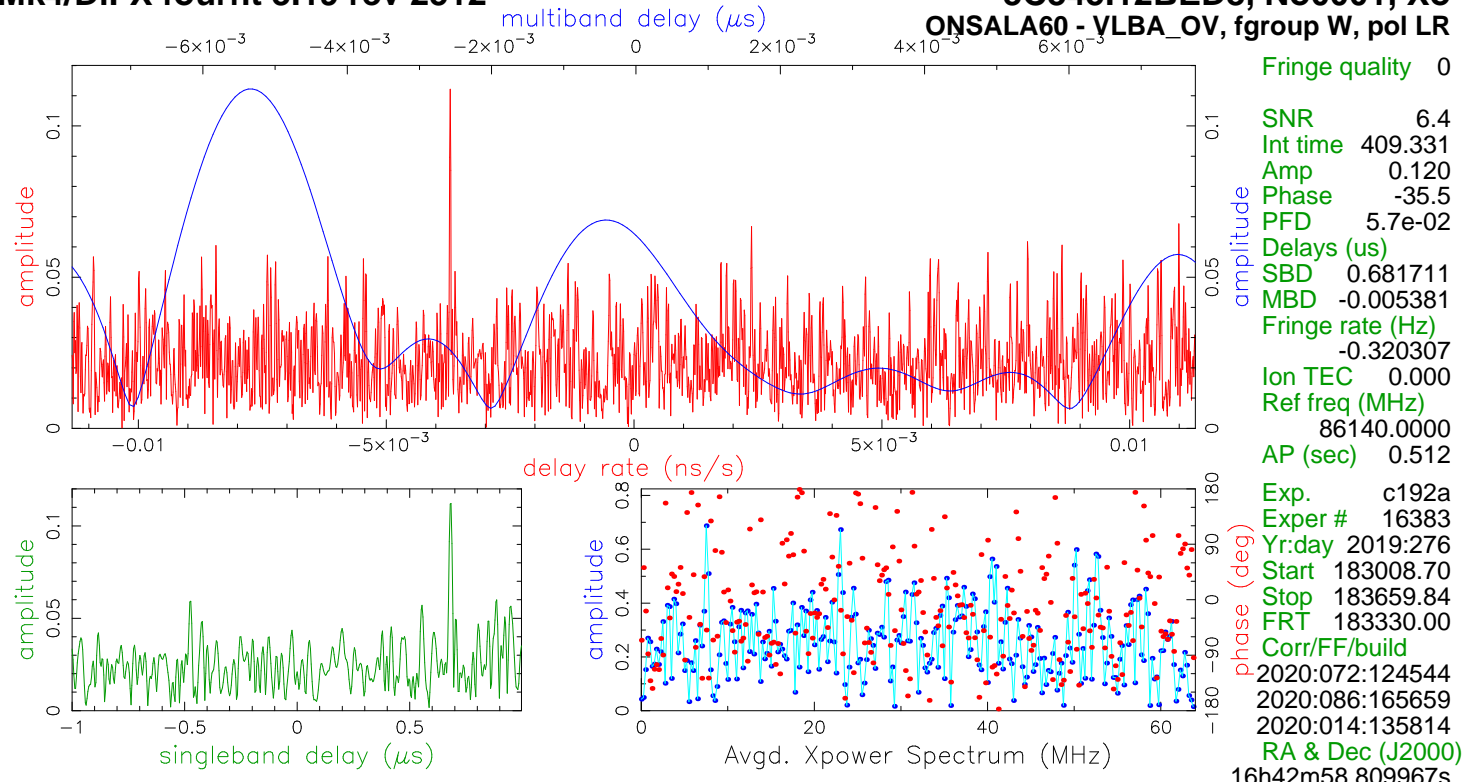 multiband delay (μs)
ONSALA60 - VLBA_OV, fgroup W, pol LR
−6×10⁻³ −4×10⁻³ −2×10⁻³ 0 2×10⁻³ 4×10⁻³ 6×10⁻³
Fringe quality 0
SNR 6.4
Int time 409.331
Amp 0.120
Phase -35.5
PFD 5.7e-02
Delays (us)
SBD 0.681711
MBD -0.005381
Fringe rate (Hz)
-0.320307
Ion TEC 0.000
Ref freq (MHz)
86140.0000
AP (sec) 0.512
Exp. c192a
Exper # 16383
Yr:day 2019:276
Start 183008.70
Stop 183659.84
FRT 183330.00
Corr/FF/build
2020:072:124544
2020:086:165659
2020:014:135814
RA & Dec (J2000)
16h42m58.809967s
amplitude
0 0.05 0.1
amplitude
0 0.05 0.1
−0.01 −5×10⁻³ 0 5×10⁻³ 0.01
delay rate (ns/s)
amplitude
0 0.05 0.1
−1 −0.5 0 0.5
singleband delay (μs)
amplitude
0 0.2 0.4 0.6 0.8
phase (deg)
−180 −90 0 90 180
0 20 40 60
Avgd. Xpower Spectrum (MHz)